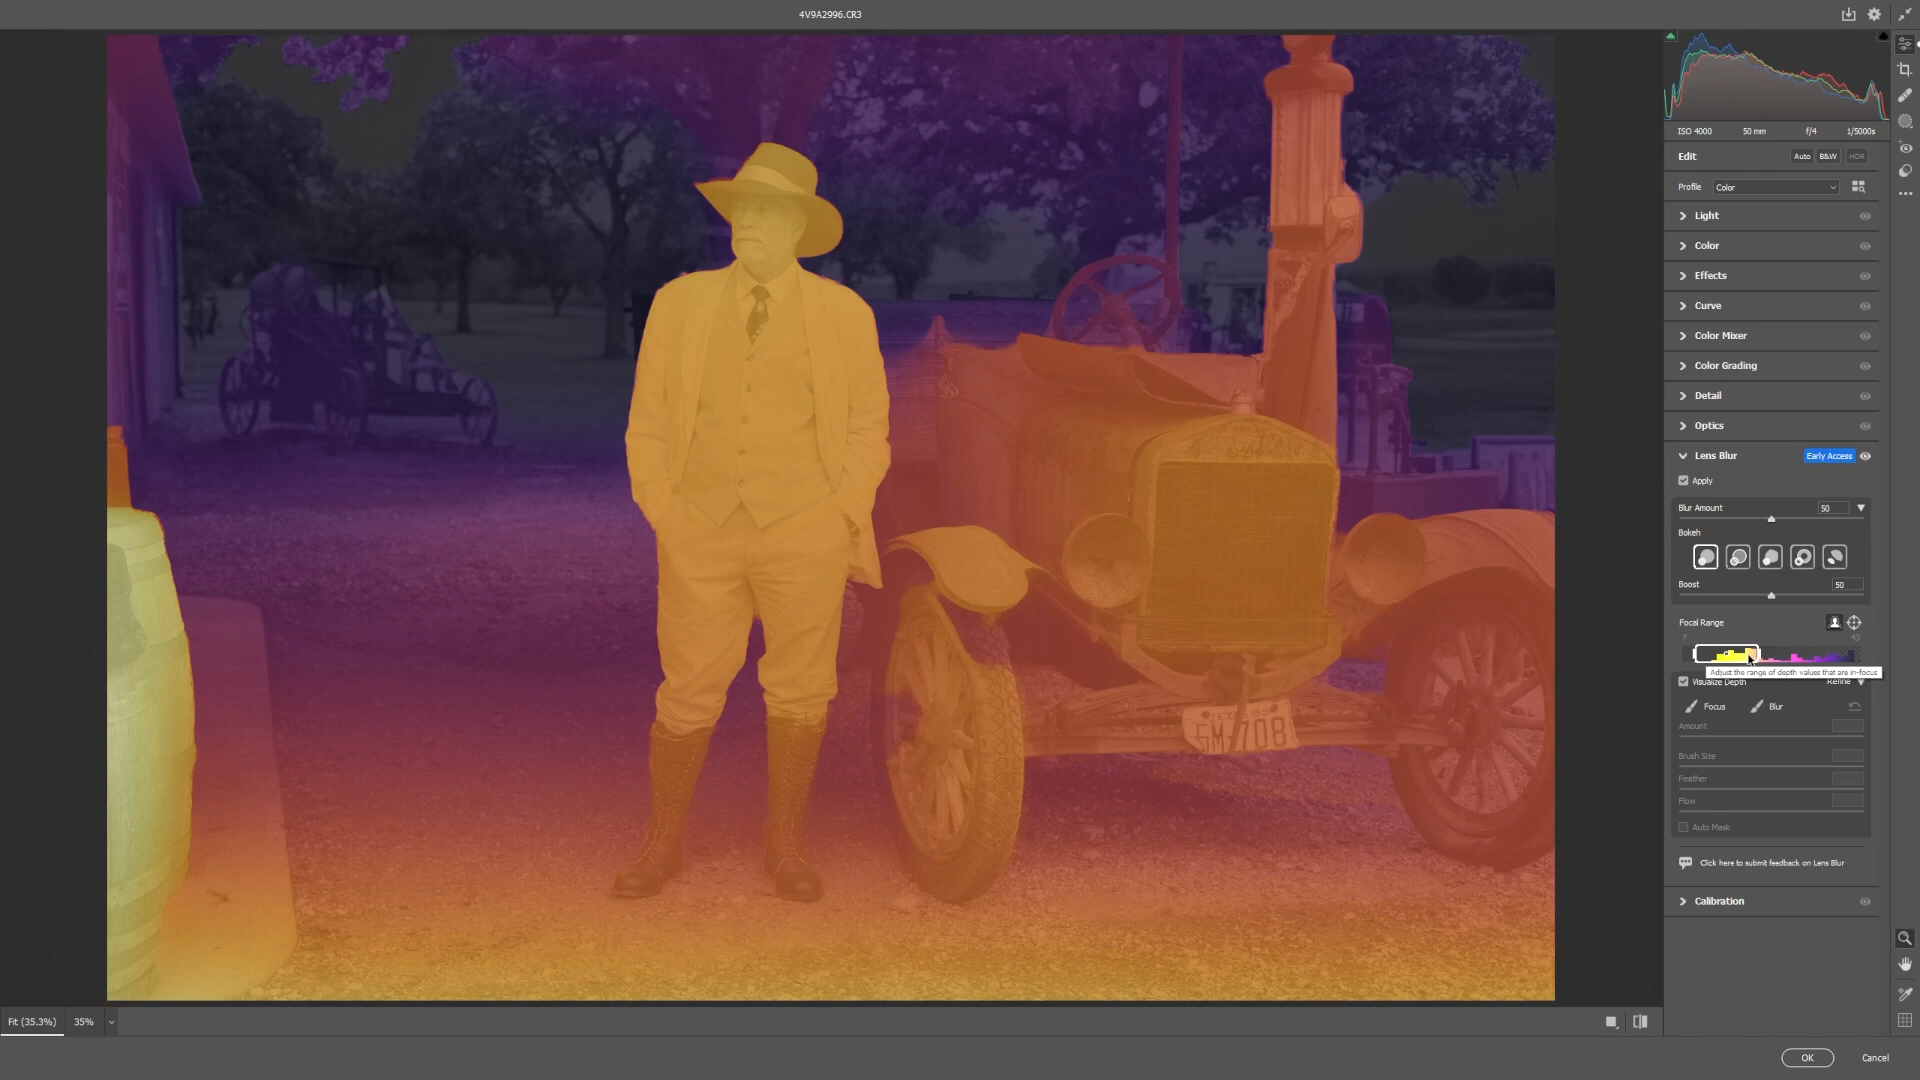 4V9A2996.CR3
ISO 4000 50 mm f/4 1/5000s
Edit Auto B&W HDR
Profile Color
Light
Color
Effects
Curve
Color Mixer
Color Grading
Detail
Optics
Lens Blur Early Access
Apply
Blur Amount 50
Bokeh
Boost 50
Focal Range
7 43
Adjust the range of depth values that are in-focus
Visualize Depth Refine
Focus Blur
Amount
Brush Size
Feather
Flow
Auto Mask
Click here to submit feedback on Lens Blur
Calibration
Fit (35.3%) 35%
OK Cancel